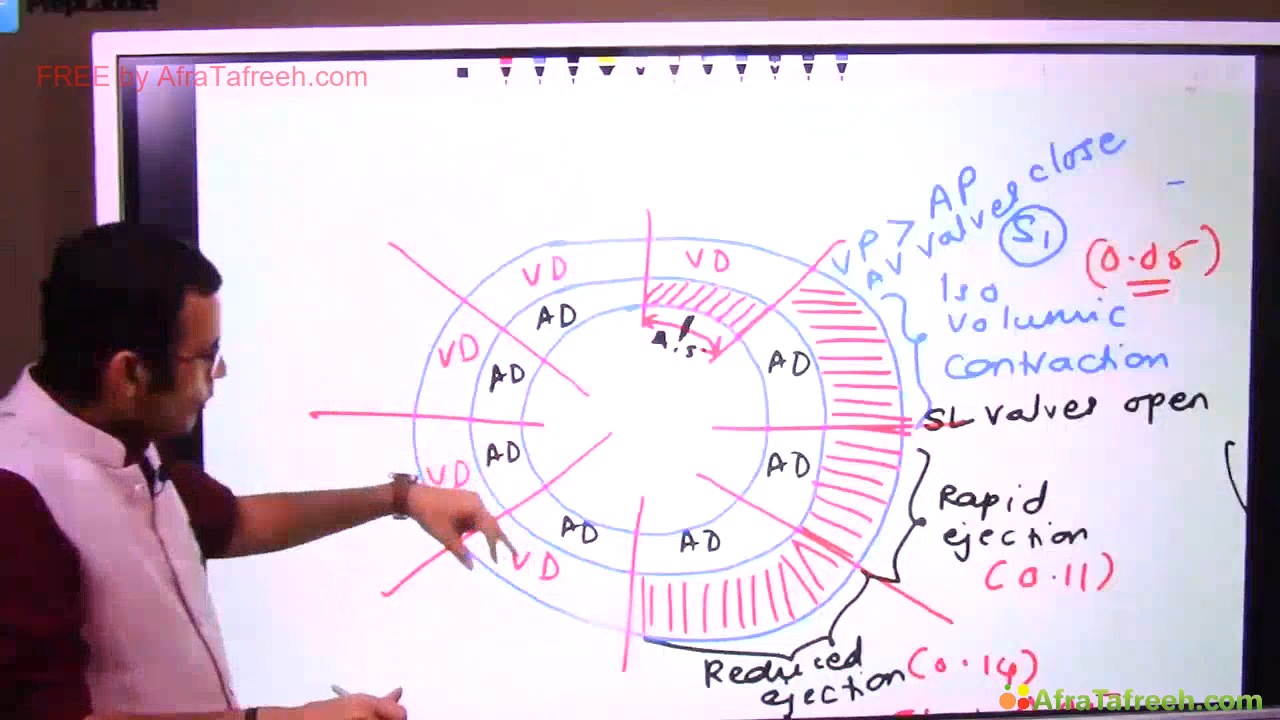 FREE by AfraTafreeh.com
VP > AP
AV valves close
S1
(0.05)
Iso
volumic
contraction
SL valves open
Rapid
ejection
(0.11)
Reduced
ejection (0.14)
VD
VD
VD
VD
VD
AD
AD
AD
AD
AD
AD
AD
A.S.
AfraTafreeh.com